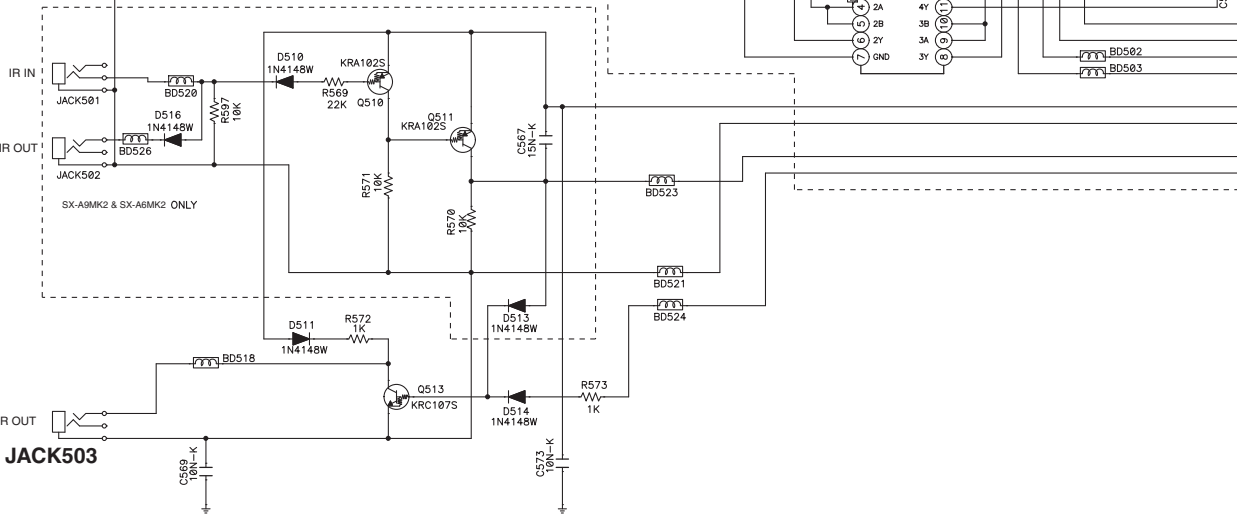 4 2A 4Y 11
5 2B 3B 10
6 2Y 3A 9
7 GND 3Y 8
BD502
BD503
IR IN
JACK501
BD520
R597
10K
D516
1N4148W
BD526
JACK502
SX-A9MK2 & SX-A6MK2 ONLY
D510
1N4148W
R569
22K
KRA102S
Q510
Q511
KRA102S
R571
10K
R570
10K
C567
15N-K
BD523
BD521
BD524
D513
1N4148W
D511
1N4148W
R572
1K
BD518
Q513
KRC107S
D514
1N4148W
R573
1K
R OUT
IR OUT
JACK503
C569
10N-K
C573
10N-K